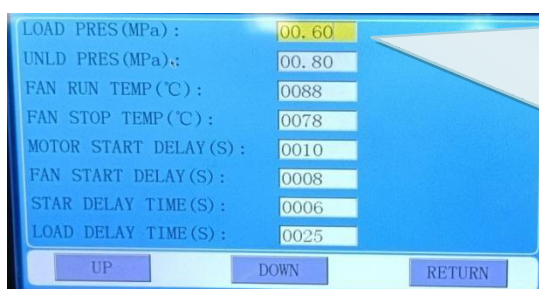 LOAD PRES(MPa): 00.60
UNLD PRES(MPa): 00.80
FAN RUN TEMP(℃): 0088
FAN STOP TEMP(℃): 0078
MOTOR START DELAY(S): 0010
FAN START DELAY(S): 0008
STAR DELAY TIME(S): 0006
LOAD DELAY TIME(S): 0025
UP DOWN RETURN